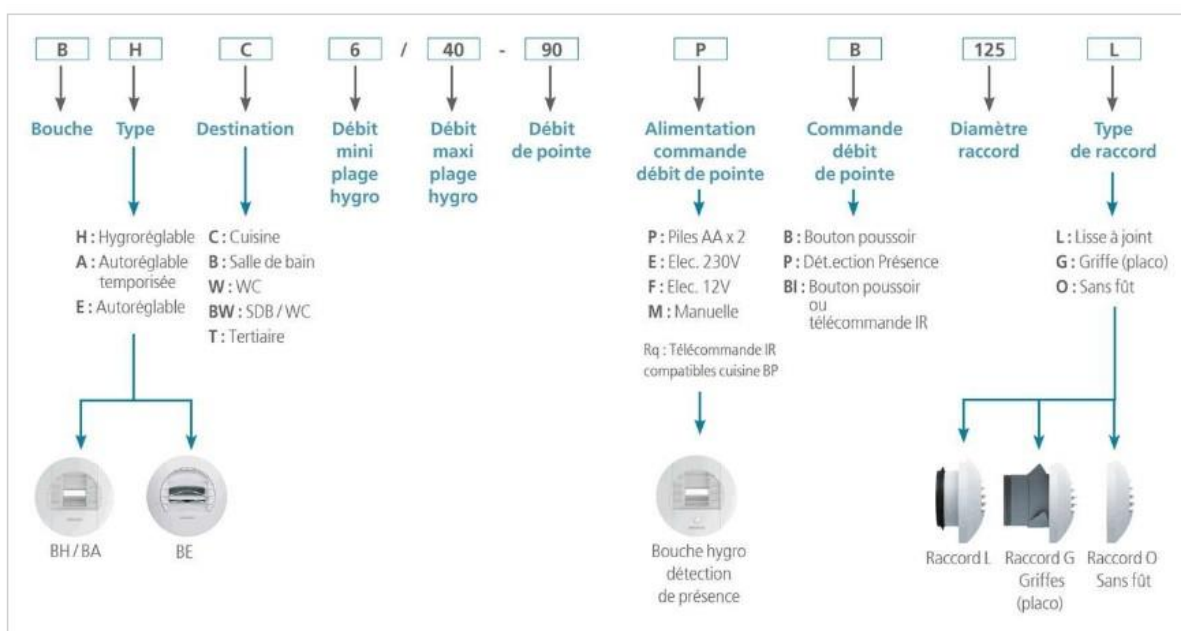 B H C 6 / 40 - 90 P B 125 L
Bouche
Type
Destination
Débit
mini
plage
hygro
Débit
maxi
plage
hygro
Débit
de pointe
Alimentation
commande
débit de pointe
Commande
débit
de pointe
Diamètre
raccord
Type
de raccord
H : Hygroréglable
A : Autoréglable
temporisée
E : Autoréglable
C : Cuisine
B : Salle de bain
W : WC
BW : SDB / WC
T : Tertiaire
P : Piles AA x 2
E : Elec. 230V
F : Elec. 12V
M : Manuelle
Rq : Télécommande IR
compatibles cuisine BP
B : Bouton poussoir
P : Dét.ection Présence
BI : Bouton poussoir
ou
télécommande IR
L : Lisse à joint
G : Griffe (placo)
O : Sans fût
BH / BA
BE
Bouche hygro
détection
de présence
Raccord L
Raccord G
Griffes
(placo)
Raccord O
Sans fût